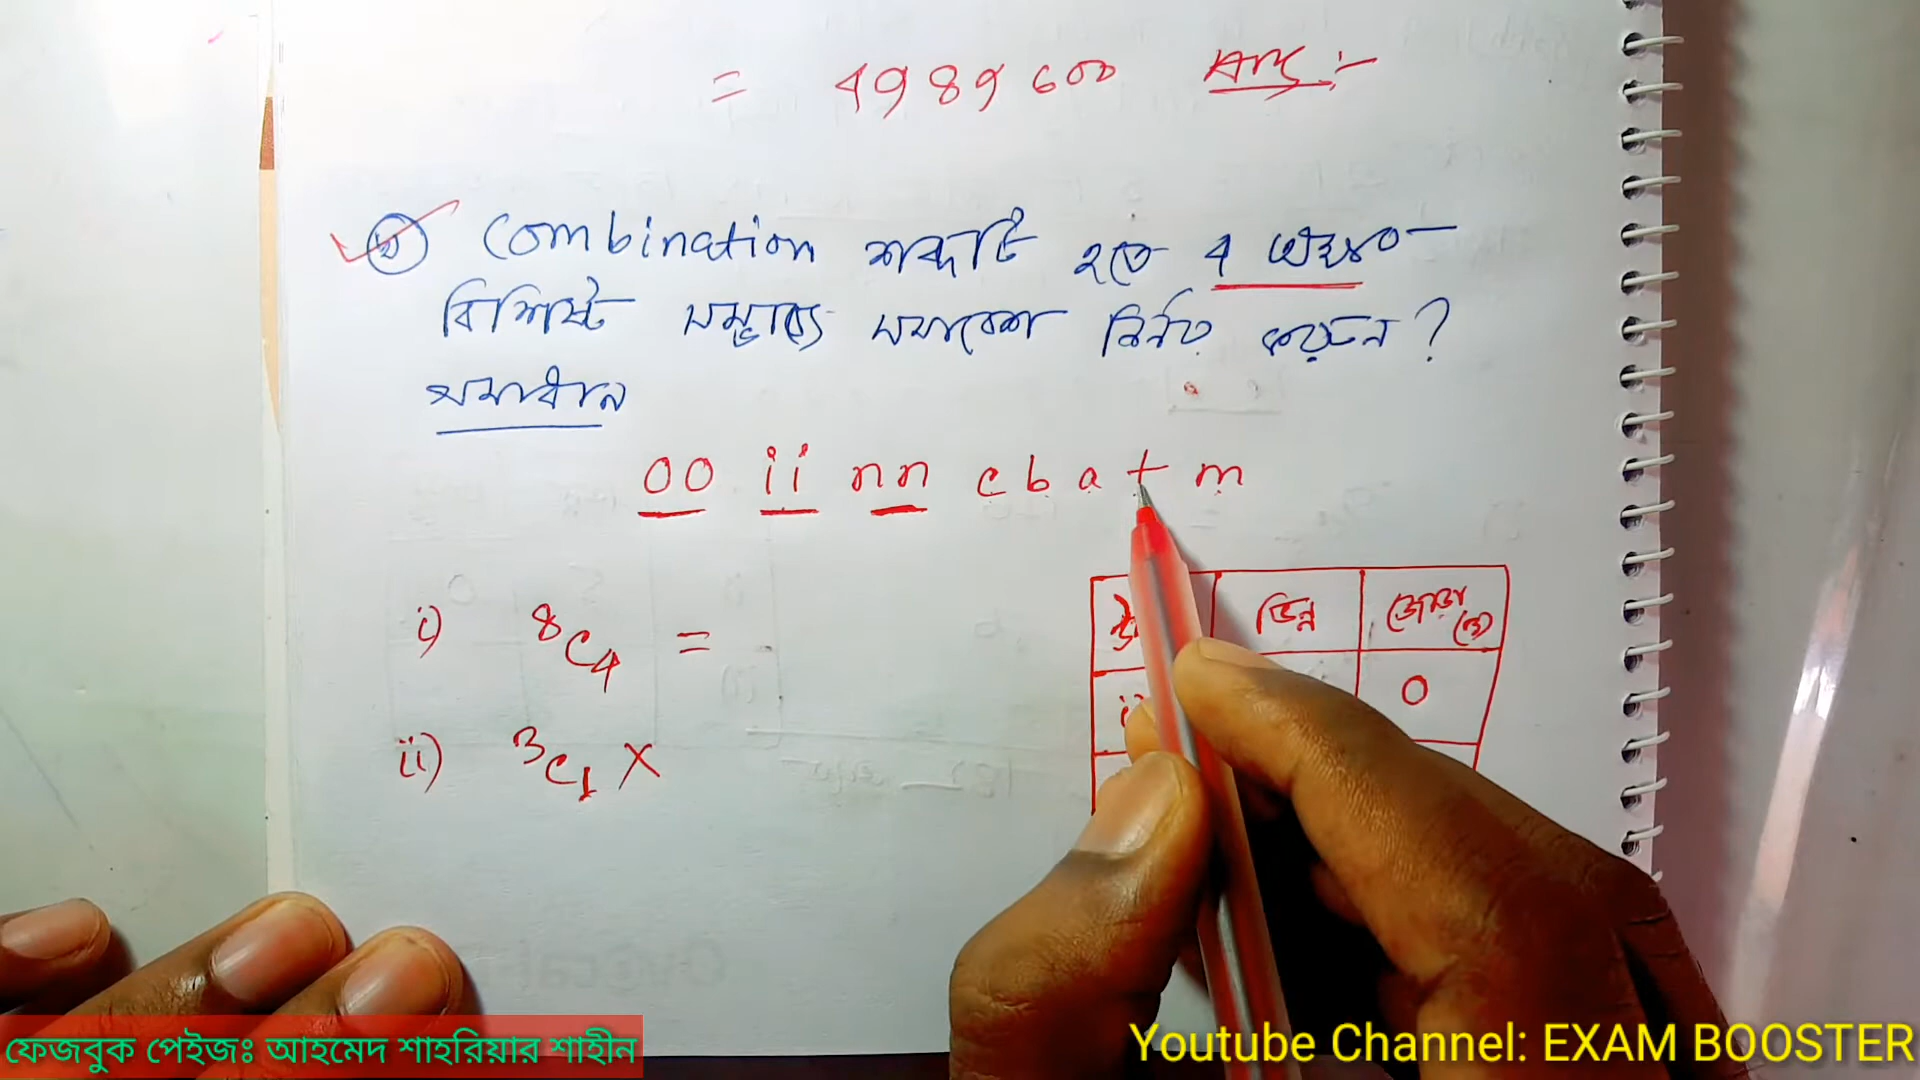 = 4989600 Ans:-
খ) Combination শব্দটি হতে 4 অক্ষর
বিশিষ্ট সম্ভাব্য সমাবেশ নির্ণয় করুন?
সমাধান
oo ii nn c b a t m
ভিন্ন জোড়া (৩)
i) ⁸C₄ =
i) 0
ii) ³C₁ X
ফেজবুক পেইজঃ আহমেদ শাহরিয়ার শাহীন
Youtube Channel: EXAM BOOSTER